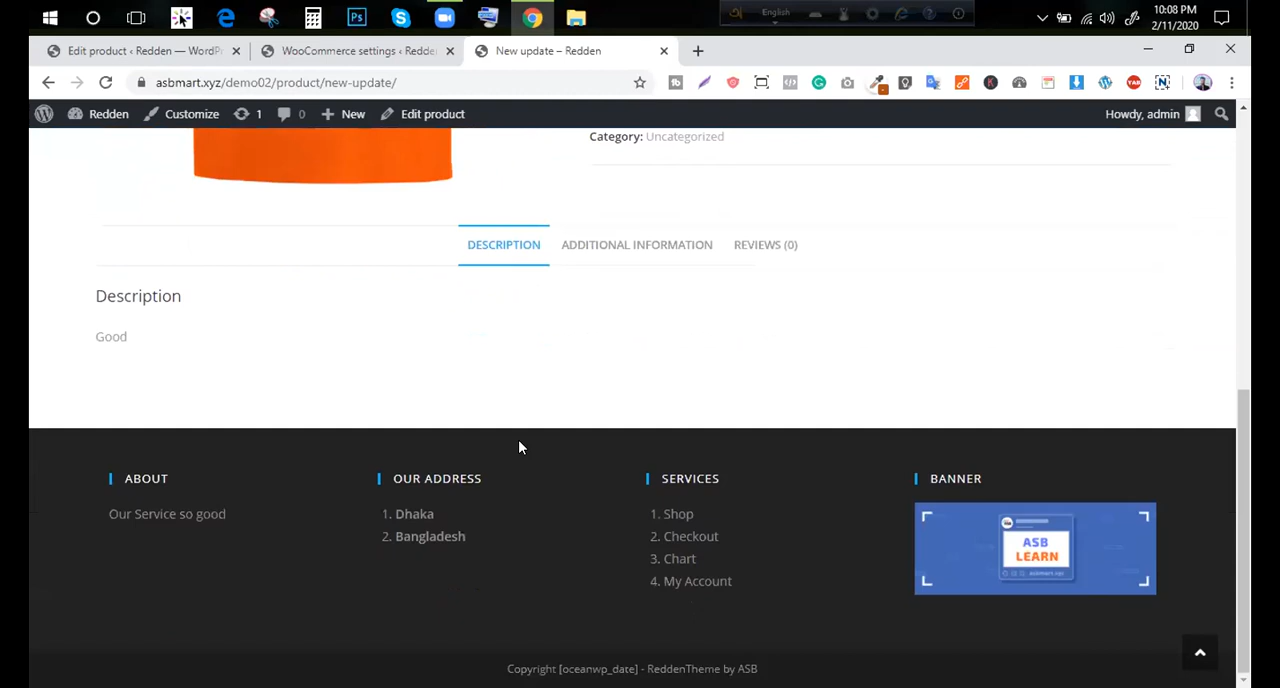 English
10:08 PM
2/11/2020
Edit product ‹ Redden — WordPr
WooCommerce settings ‹ Redde
New update – Redden
asbmart.xyz/demo02/product/new-update/
Redden
Customize
1
0
New
Edit product
Howdy, admin
Category: Uncategorized
DESCRIPTION
ADDITIONAL INFORMATION
REVIEWS (0)
Description
Good
ABOUT
Our Service so good
OUR ADDRESS
1. Dhaka
2. Bangladesh
SERVICES
1. Shop
2. Checkout
3. Chart
4. My Account
BANNER
ASB
LEARN
Copyright [oceanwp_date] - ReddenTheme by ASB